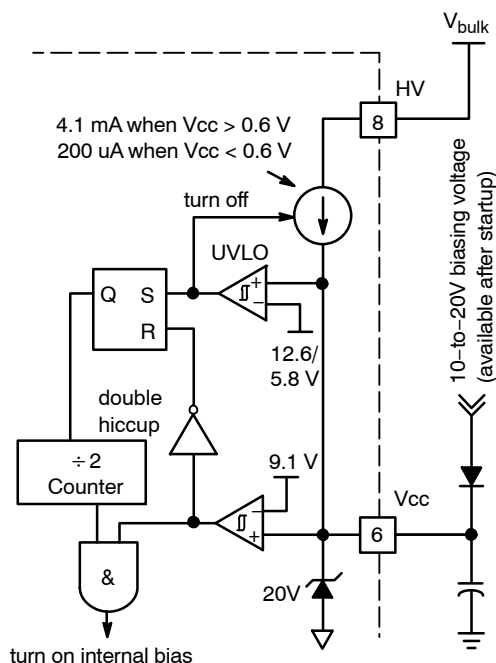 Vbulk
HV
8
4.1 mA when Vcc > 0.6 V
200 uA when Vcc < 0.6 V
turn off
UVLO
+
−
Q
S
R
12.6/
5.8 V
10−to−20V biasing voltage
(available after startup)
double
hiccup
÷ 2
Counter
9.1 V
−
+
Vcc
6
&
20V
turn on internal bias